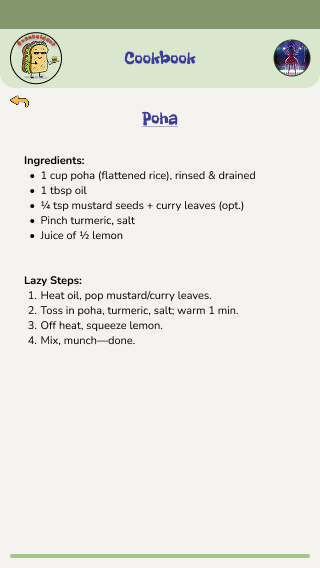 Cookbook
Poha
Ingredients:
• 1 cup poha (flattened rice), rinsed & drained
• 1 tbsp oil
• ¼ tsp mustard seeds + curry leaves (opt.)
• Pinch turmeric, salt
• Juice of ½ lemon
Lazy Steps:
1. Heat oil, pop mustard/curry leaves.
2. Toss in poha, turmeric, salt; warm 1 min.
3. Off heat, squeeze lemon.
4. Mix, munch—done.